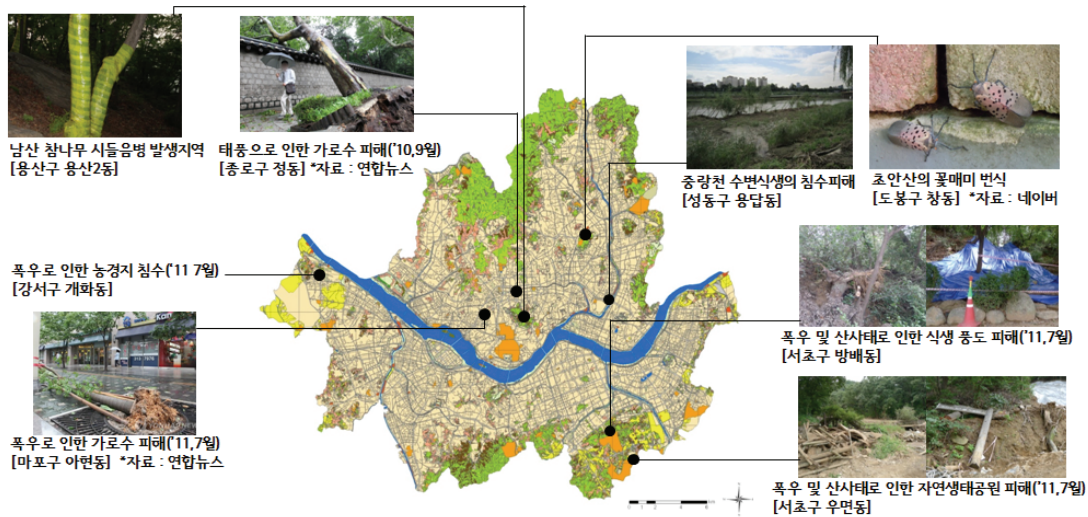 남산 참나무 시들음병 발생지역
[용산구 용산2동]
태풍으로 인한 가로수 피해('10,9월)
[종로구 정동] *자료 : 연합뉴스
중랑천 수변식생의 침수피해
[성동구 용답동]
초안산의 꽃매미 번식
[도봉구 창동] *자료 : 네이버
폭우로 인한 농경지 침수('11 7월)
[강서구 개화동]
폭우 및 산사태로 인한 식생 풍도 피해('11,7월)
[서초구 방배동]
폭우로 인한 가로수 피해('11,7월)
[마포구 아현동] *자료 : 연합뉴스
폭우 및 산사태로 인한 자연생태공원 피해('11,7월)
[서초구 우면동]